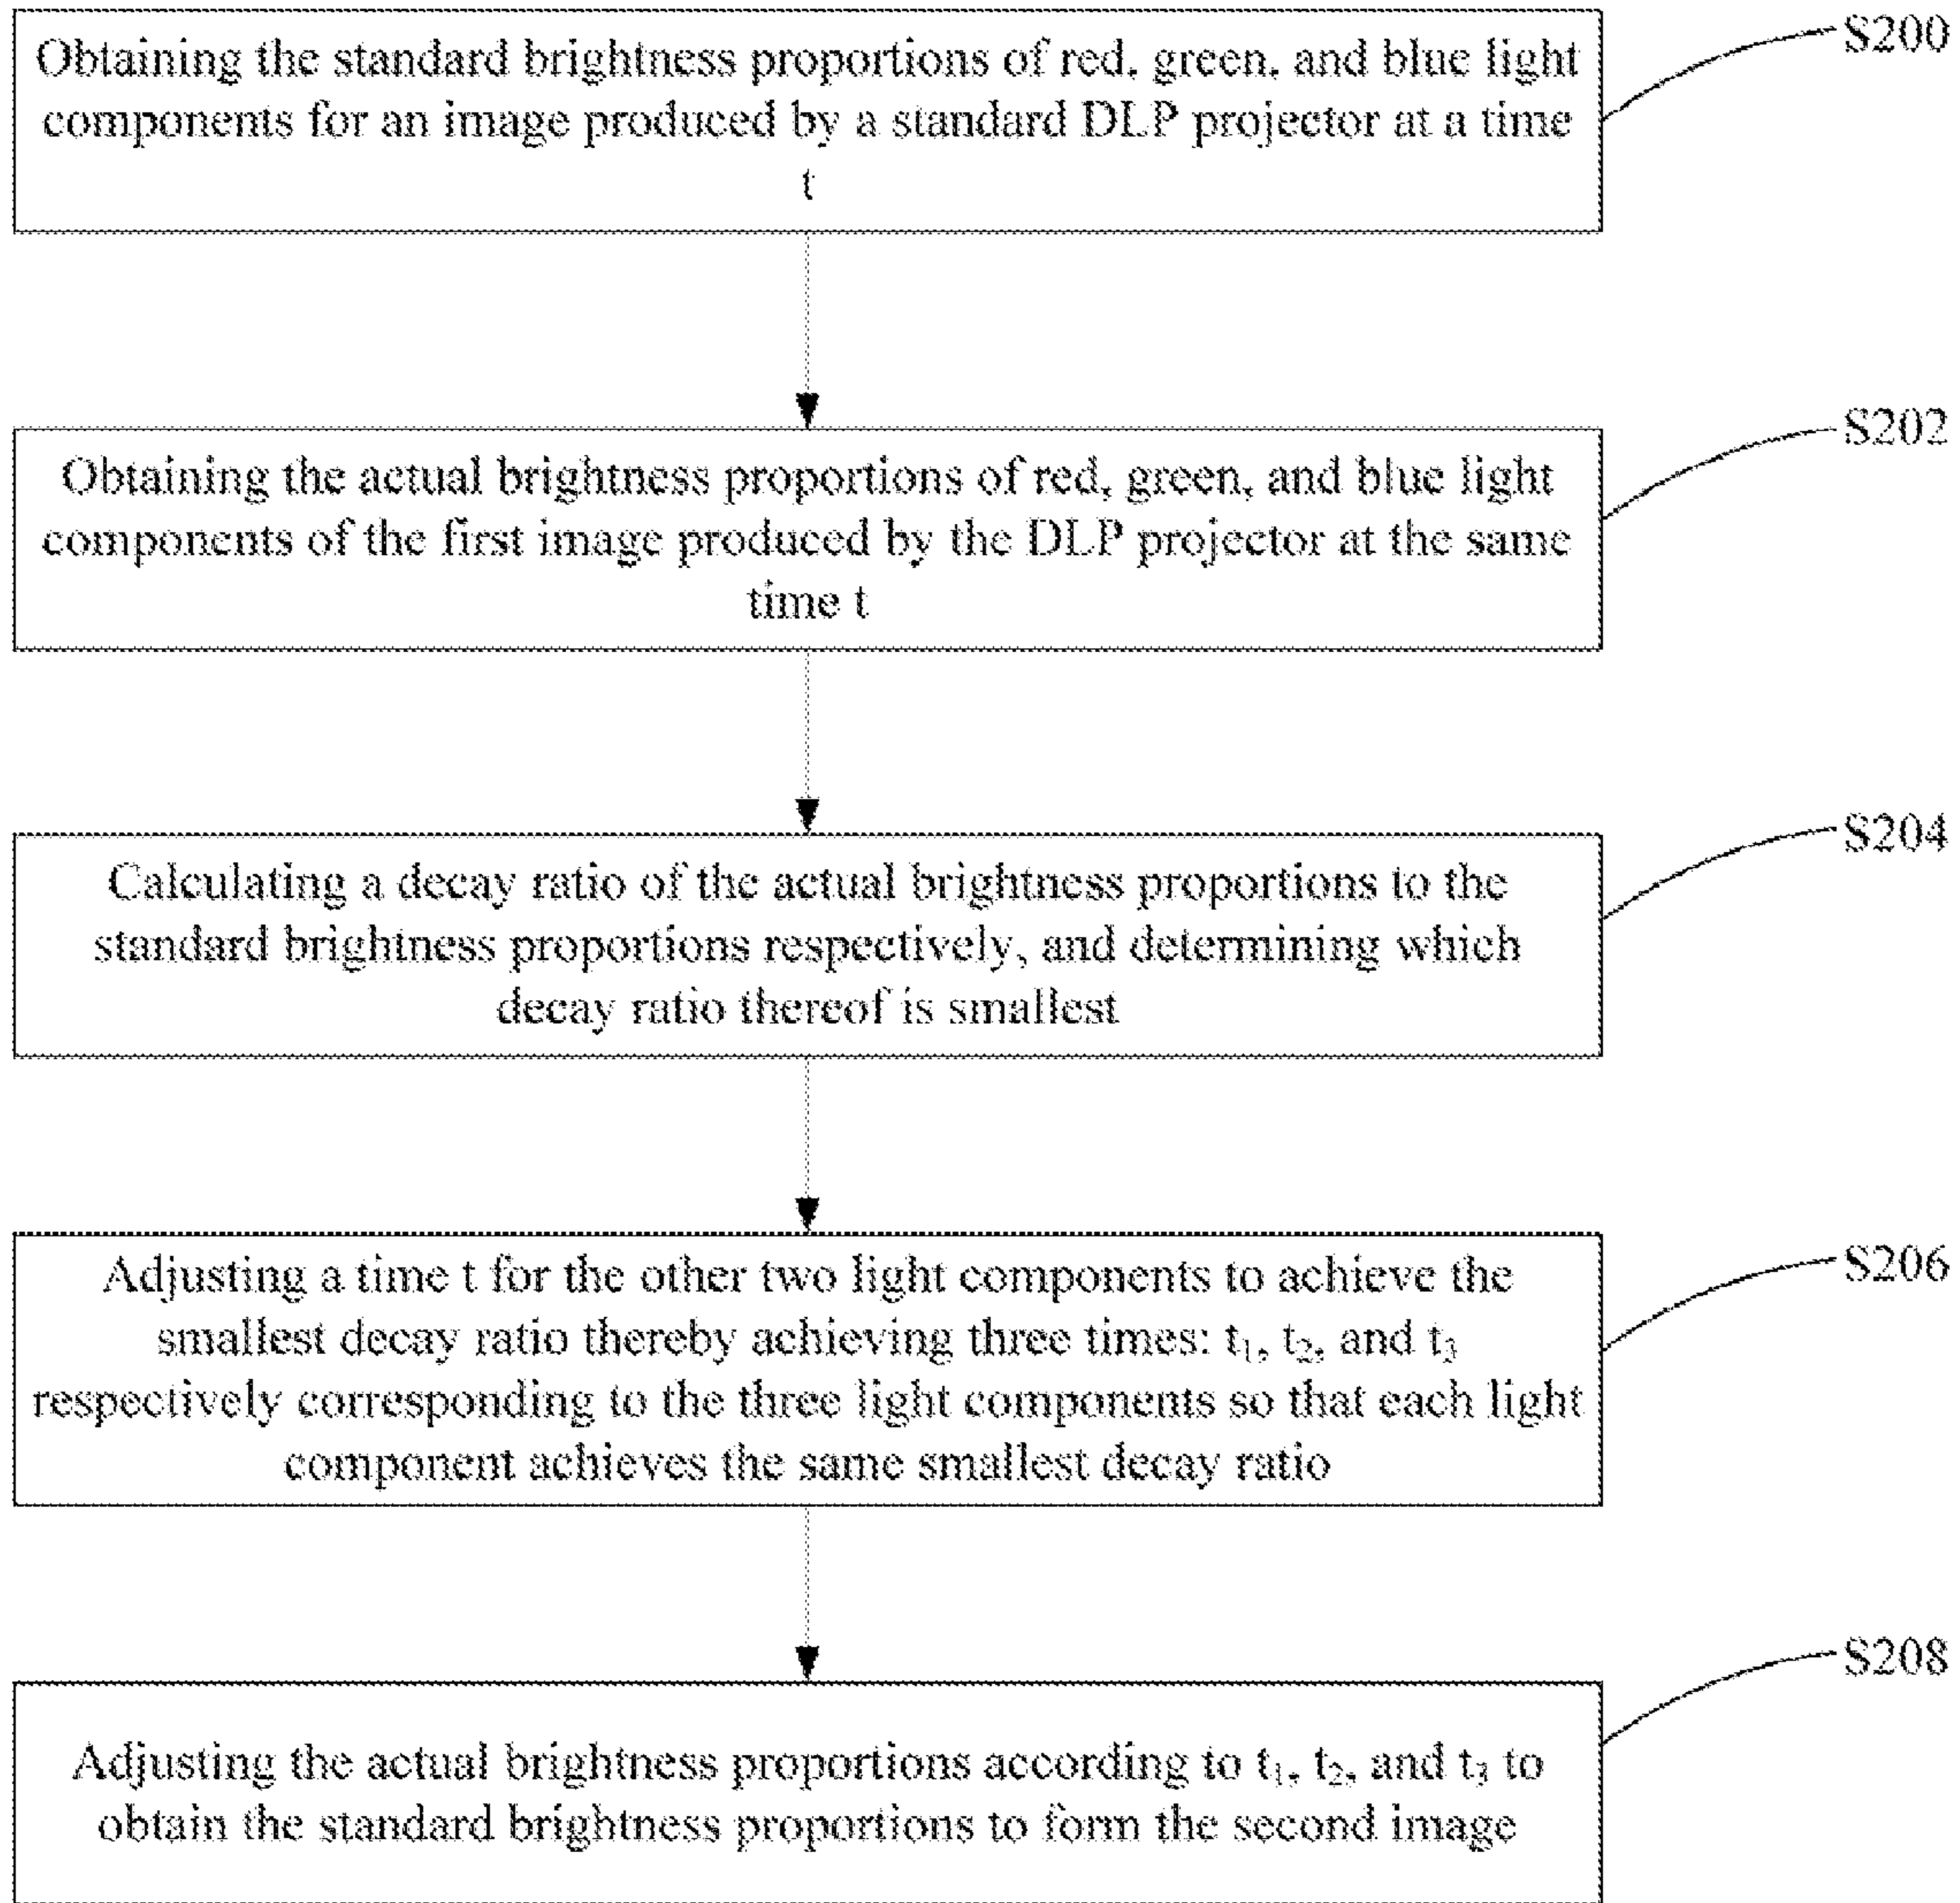 Obtaining the standard brightness proportions of red, green, and blue light
components for an image produced by a standard DLP projector at a time
t
S200
Obtaining the actual brightness proportions of red, green, and blue light
components of the first image produced by the DLP projector at the same
time t
S202
Calculating a decay ratio of the actual brightness proportions to the
standard brightness proportions respectively, and determining which
decay ratio thereof is smallest
S204
Adjusting a time t for the other two light components to achieve the
smallest decay ratio thereby achieving three times: t₁, t₂, and t₃
respectively corresponding to the three light components so that each light
component achieves the same smallest decay ratio
S206
Adjusting the actual brightness proportions according to t₁, t₂, and t₃ to
obtain the standard brightness proportions to form the second image
S208